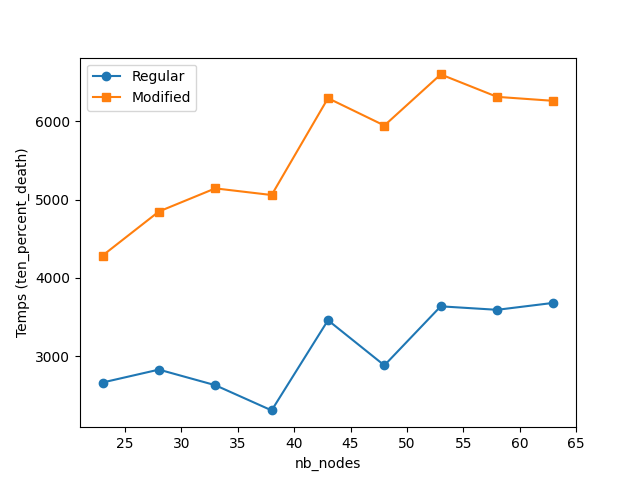 Regular
Modified
6000
5000
4000
3000
Temps (ten_percent_death)
25 30 35 40 45 50 55 60 65
nb_nodes